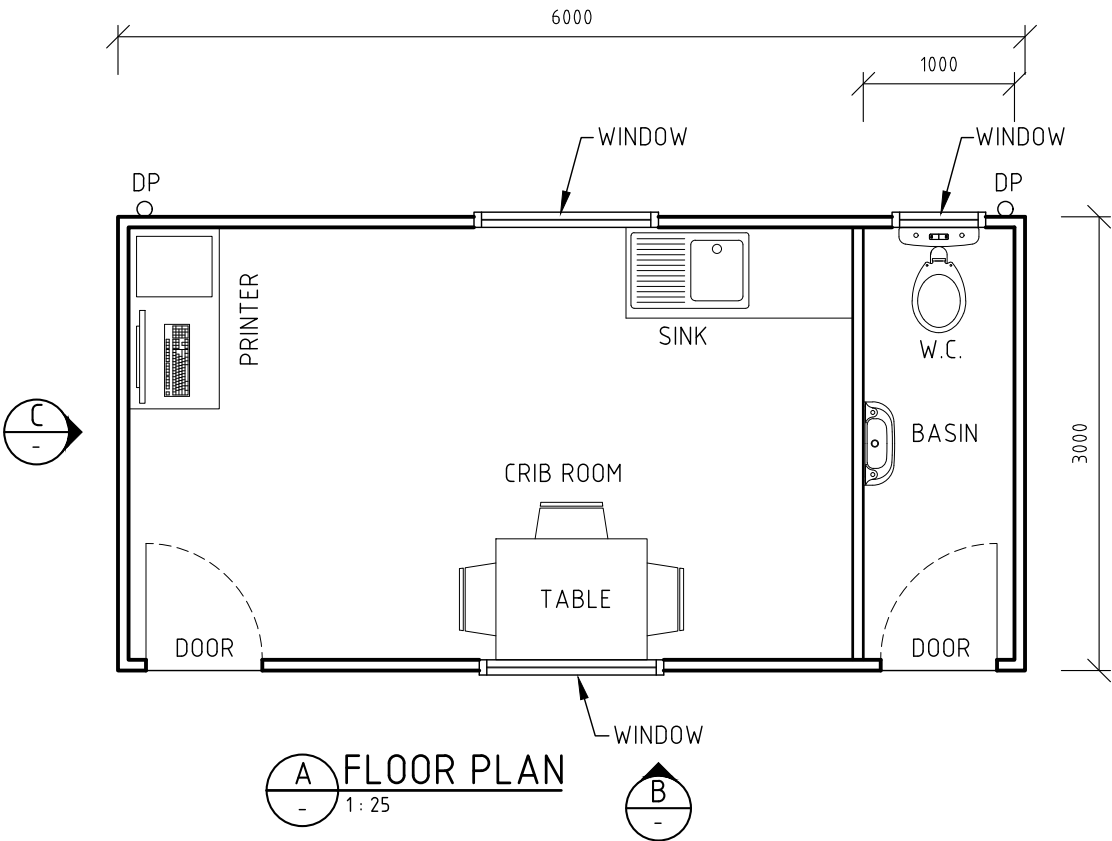 6000
1000
WINDOW
WINDOW
DP
DP
PRINTER
SINK
W.C.
C
-
BASIN
3000
CRIB ROOM
TABLE
DOOR
DOOR
WINDOW
A
-
FLOOR PLAN
1 : 25
B
-